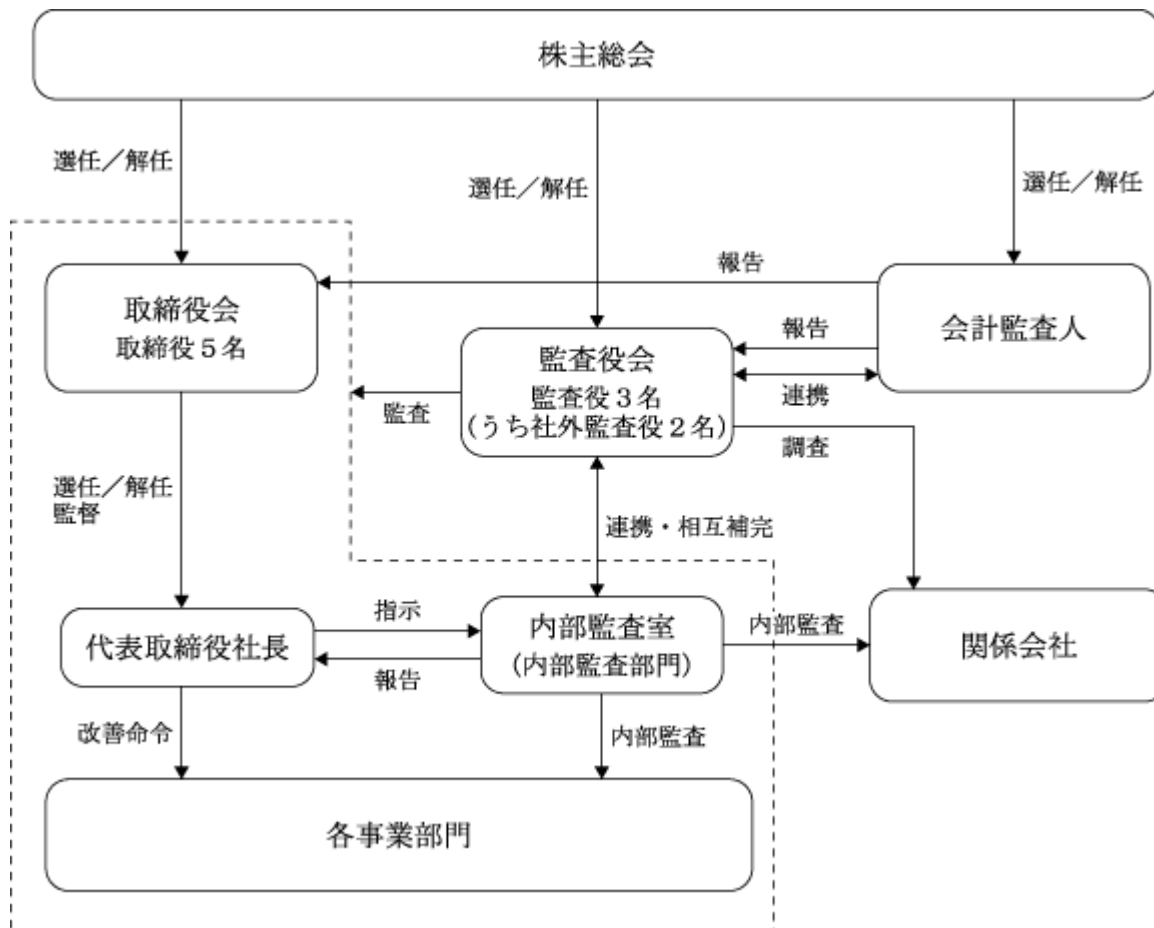 株主総会
選任／解任
選任／解任
選任／解任
報告
取締役会
取締役５名
会計監査人
監査役会
監査役３名
(うち社外監査役２名)
報告
連携
監査
調査
選任／解任
監督
連携・相互補完
代表取締役社長
指示
報告
内部監査室
(内部監査部門)
内部監査
関係会社
改善命令
内部監査
各事業部門